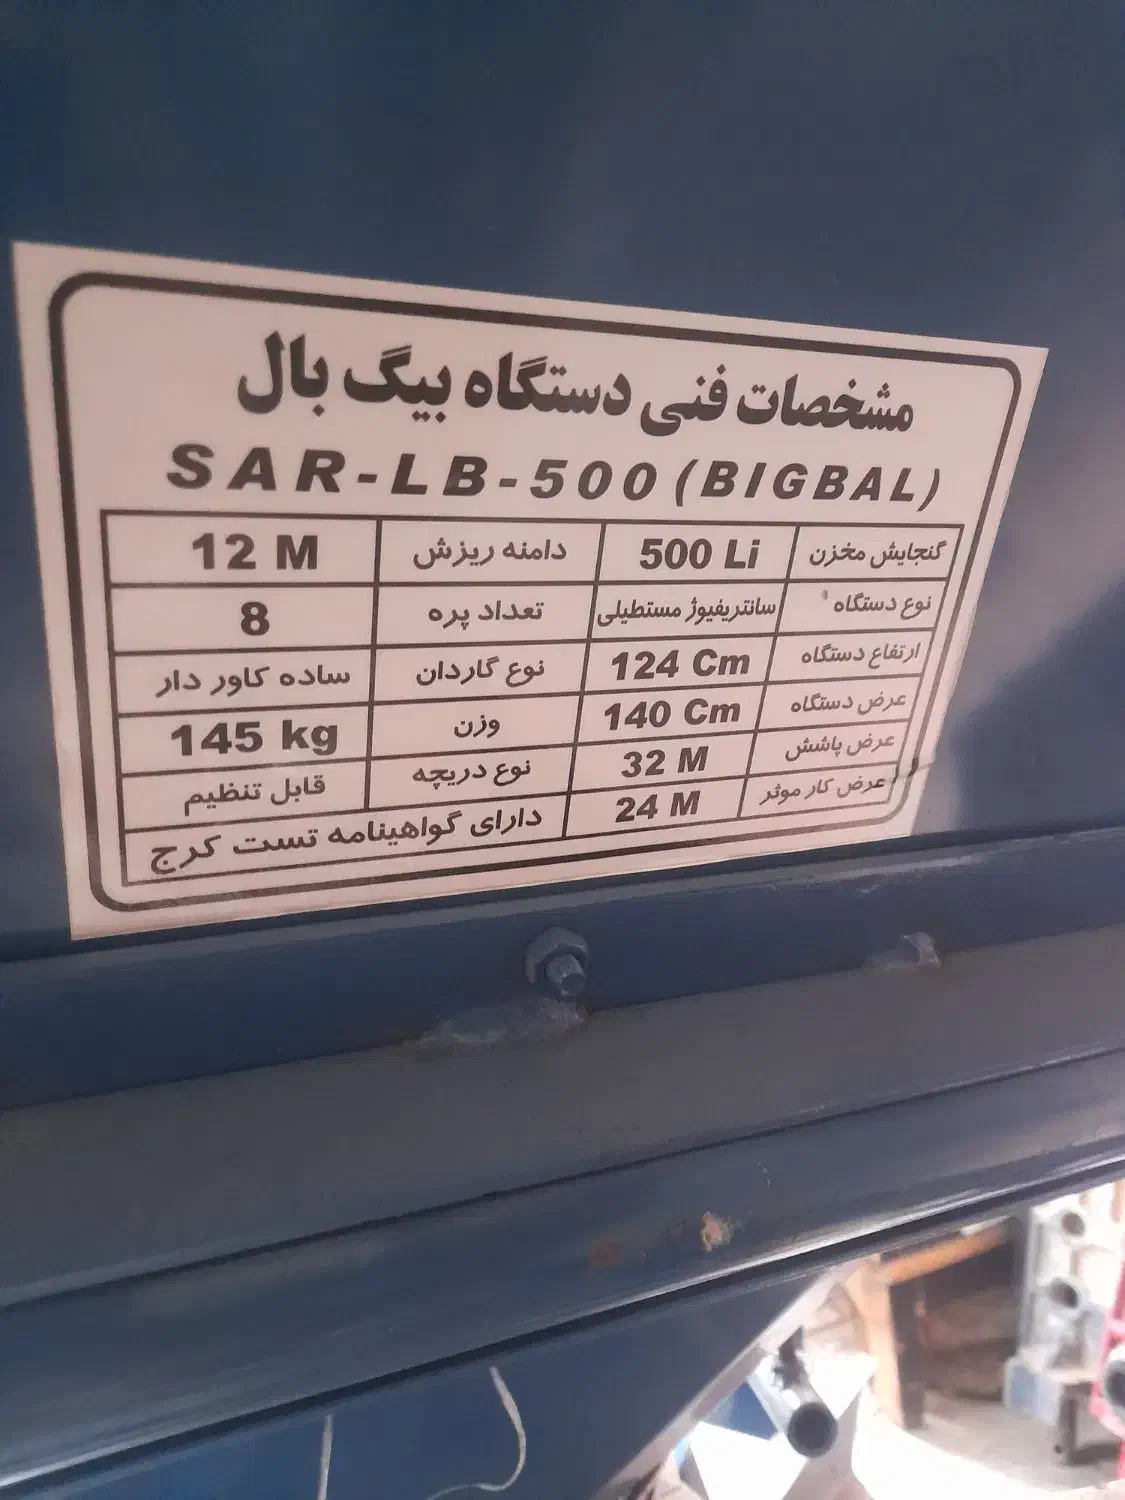 مشخصات فنی دستگاه بیگ بال
SAR-LB-500 (BIGBAL)
گنجایش مخزن 500 Li دامنه ریزش 12 M
نوع دستگاه سانتریفیوژ مستطیلی تعداد پره 8
ارتفاع دستگاه 124 Cm نوع گاردان ساده کاور دار
عرض دستگاه 140 Cm وزن 145 kg
عرض پاشش 32 M نوع دریچه قابل تنظیم
عرض کار موثر 24 M دارای گواهینامه تست کرج